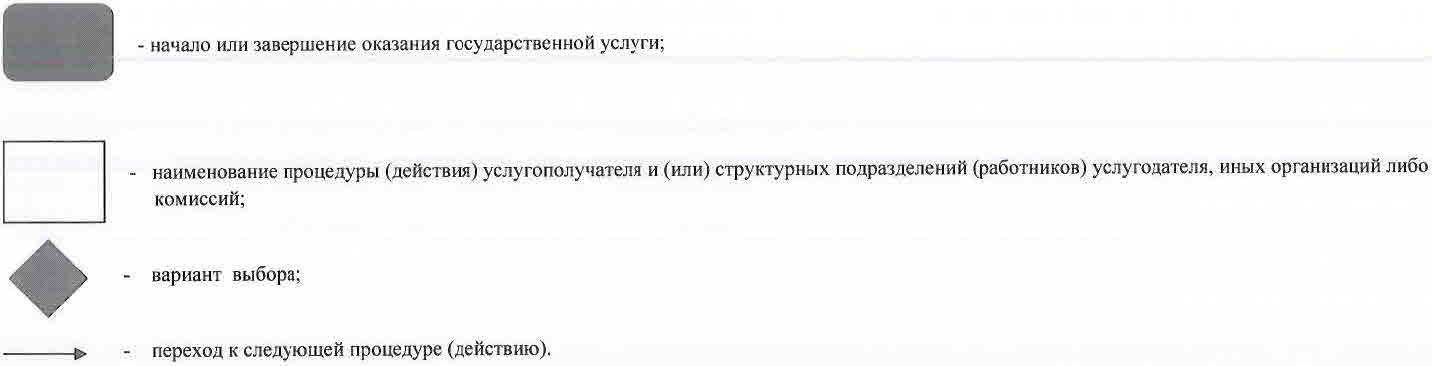 - начало или завершение оказания государственной услуги;
- наименование процедуры (действия) услугополучателя и (или) структурных подразделений (работников) услугодателя, иных организаций либо
комиссий;
- вариант выбора;
- переход к следующей процедуре (действию).